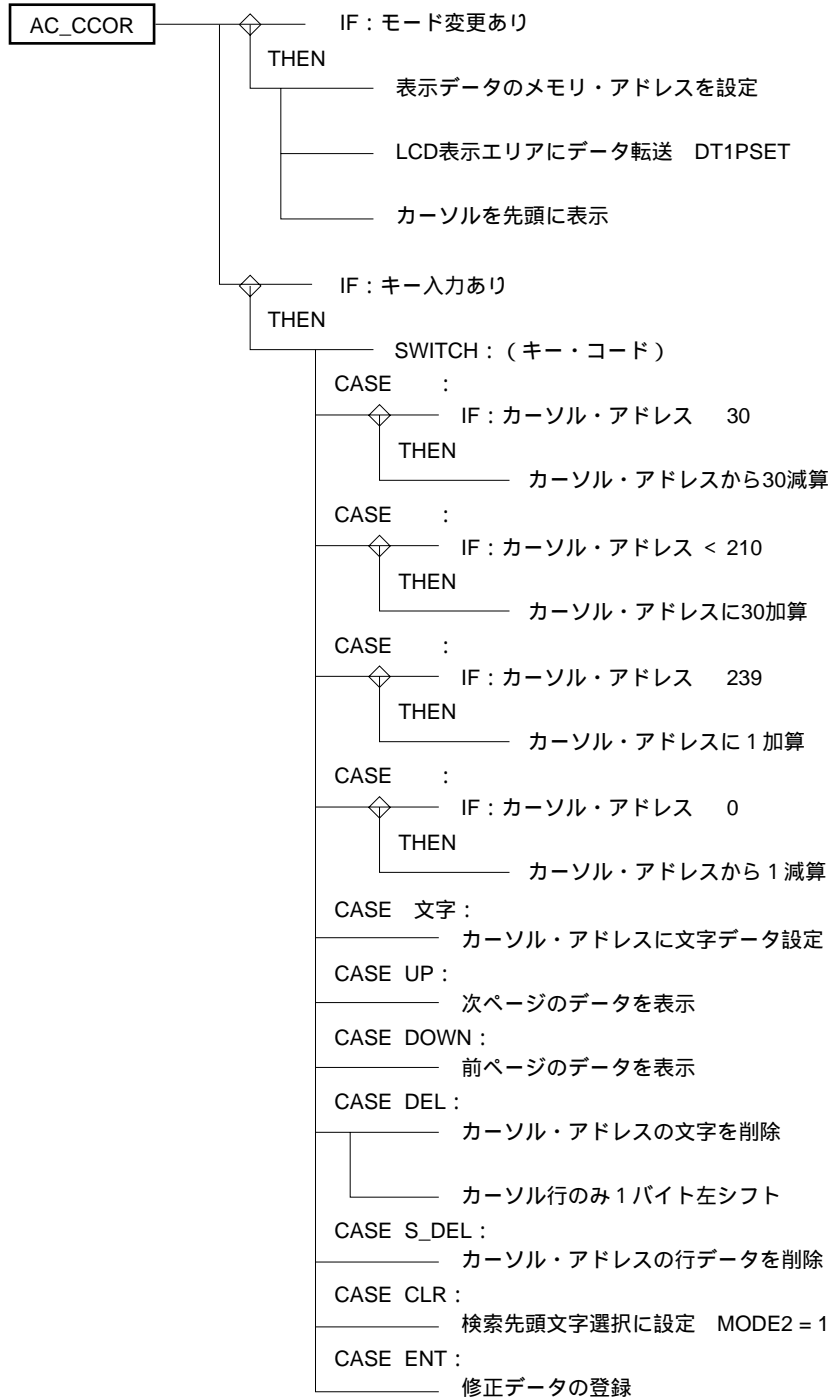 AC_CCOR
IF：モード変更あり
THEN
表示データのメモリ・アドレスを設定
LCD表示エリアにデータ転送　DT1PSET
カーソルを先頭に表示
IF：キー入力あり
THEN
SWITCH：（キー・コード）
CASE　　：
IF：カーソル・アドレス　 30
THEN
カーソル・アドレスから30減算
CASE　　：
IF：カーソル・アドレス ＜ 210
THEN
カーソル・アドレスに30加算
CASE　　：
IF：カーソル・アドレス　 239
THEN
カーソル・アドレスに１加算
CASE　　：
IF：カーソル・アドレス　 0
THEN
カーソル・アドレスから１減算
CASE　文字：
カーソル・アドレスに文字データ設定
CASE UP：
次ページのデータを表示
CASE DOWN：
前ページのデータを表示
CASE DEL：
カーソル・アドレスの文字を削除
カーソル行のみ１バイト左シフト
CASE S_DEL：
カーソル・アドレスの行データを削除
CASE CLR：
検索先頭文字選択に設定　MODE2 = 1
CASE ENT：
修正データの登録